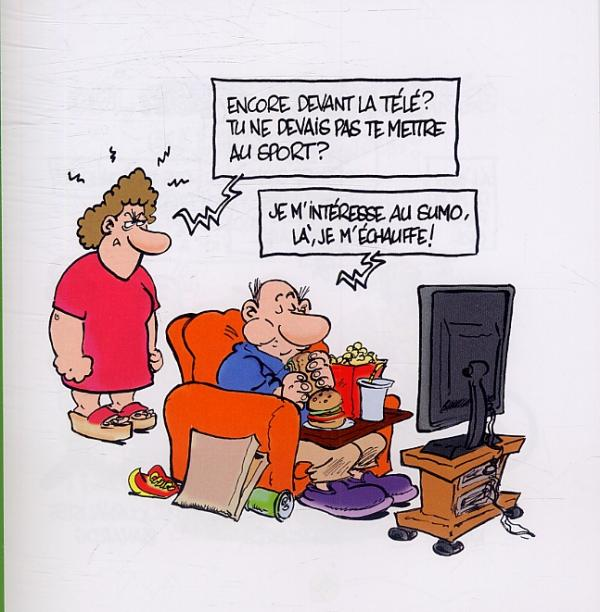 ENCORE DEVANT LA TÉLÉ?
TU NE DEVAIS PAS TE METTRE
AU SPORT?
JE M'INTÉRESSE AU SUMO,
LÀ, JE M'ÉCHAUFFE!